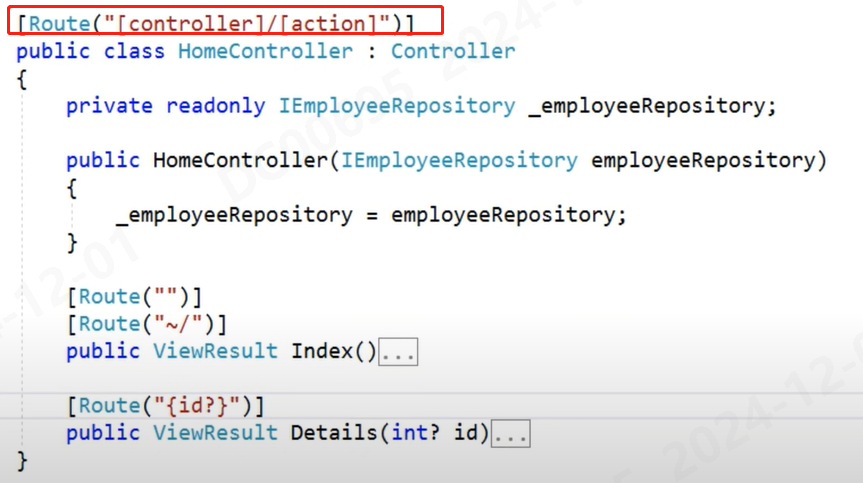 [Route("[controller]/[action]")]
public class HomeController : Controller
{
    private readonly IEmployeeRepository _employeeRepository;
    public HomeController(IEmployeeRepository employeeRepository)
    {
        _employeeRepository = employeeRepository;
    }
    [Route("")]
    [Route("~/")]
    public ViewResult Index()...
    [Route("{id?}")]
    public ViewResult Details(int? id)...
}